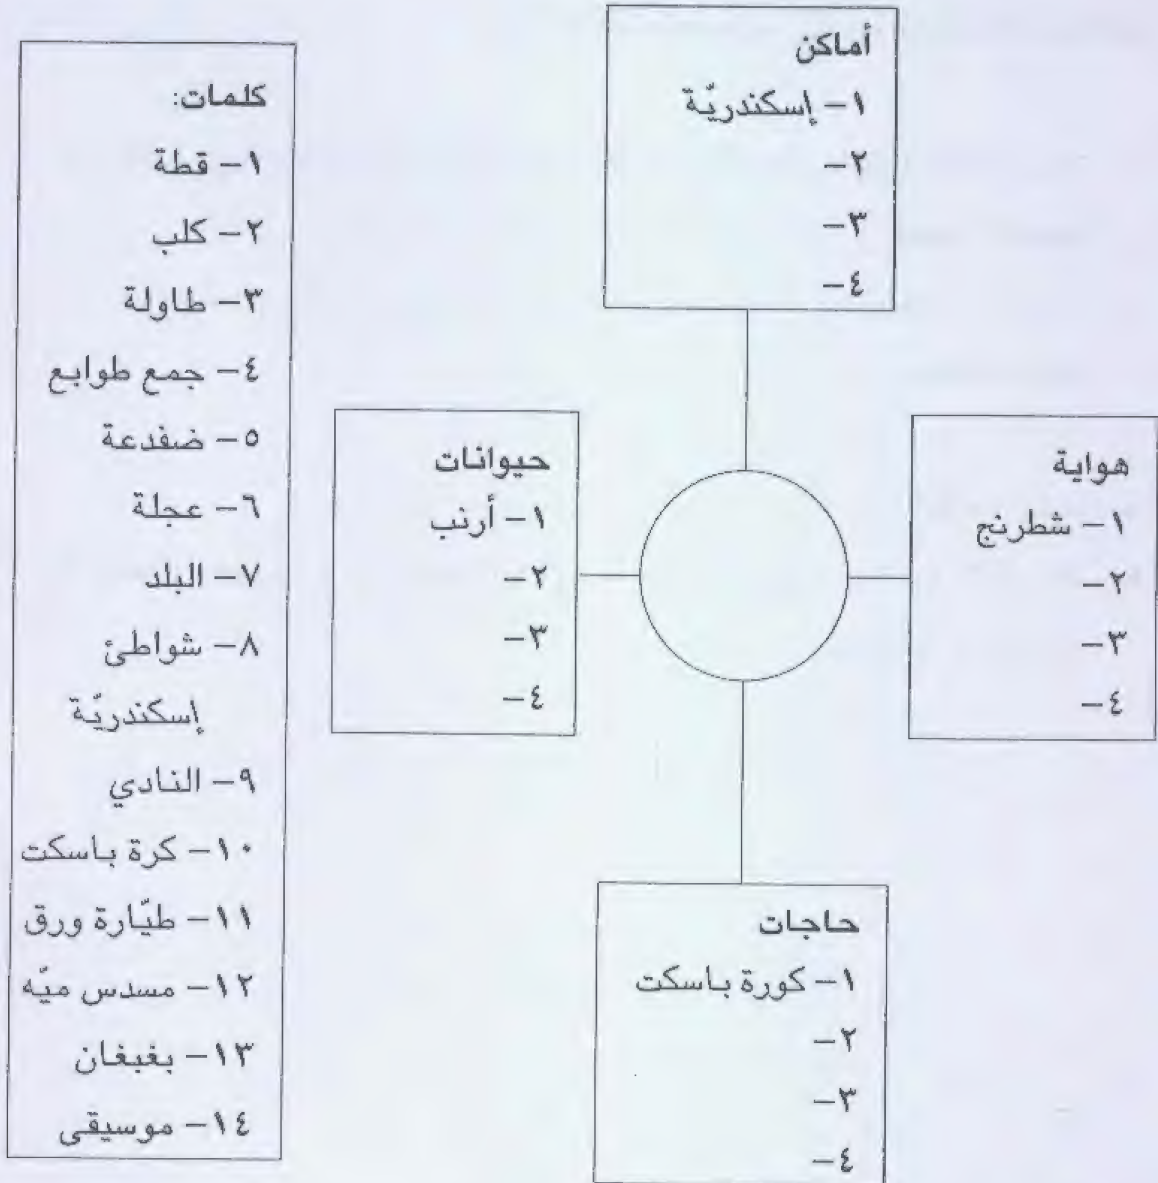 أماكن
١- إسكندريّة
٢-
٣-
٤-
كلمات:
١- قطة
٢- كلب
٣- طاولة
٤- جمع طوابع
٥- ضفدعة
٦- عجلة
٧- البلد
٨- شواطئ
إسكندريّة
٩- النادي
١٠- كرة باسكت
١١- طيّارة ورق
١٢- مسدس ميّه
١٣- بغبغان
١٤- موسيقى
هواية
١- شطرنج
٢-
٣-
٤-
حيوانات
١- أرنب
٢-
٣-
٤-
حاجات
١- كورة باسكت
٢-
٣-
٤-